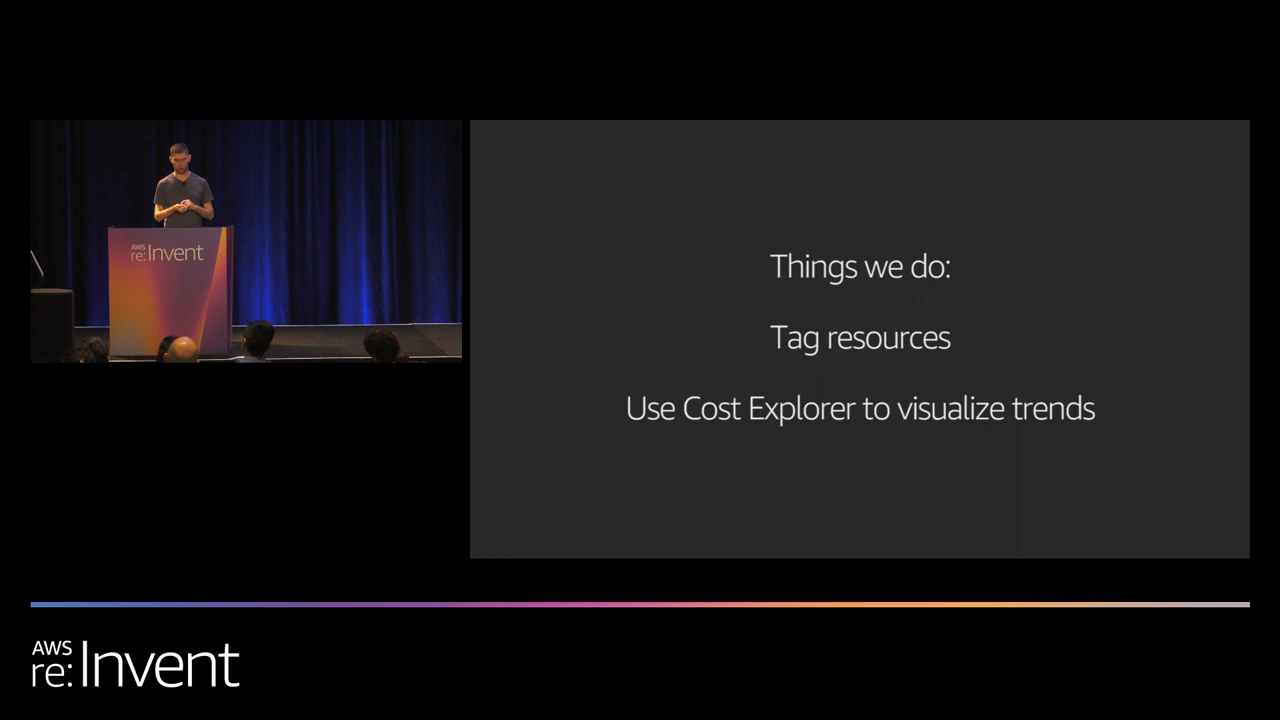 AWS
re:Invent
Things we do:
Tag resources
Use Cost Explorer to visualize trends
AWS
re:Invent